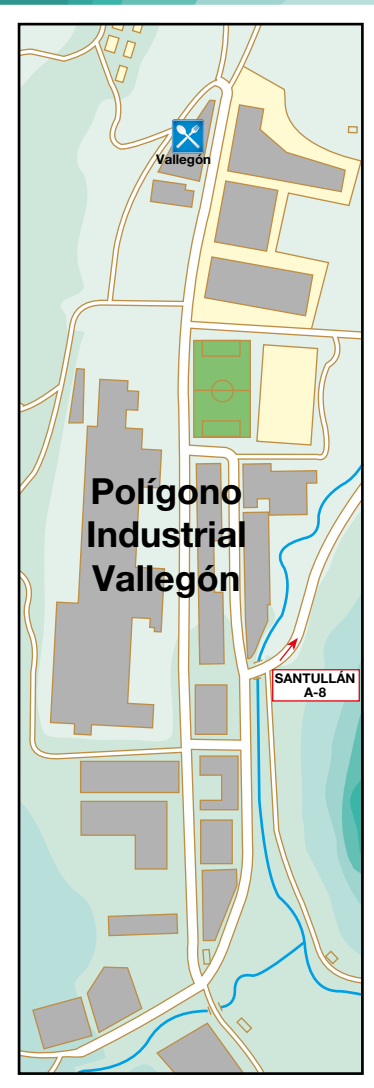 Vallegón
Polígono
Industrial
Vallegón
SANTULLÁN
A-8